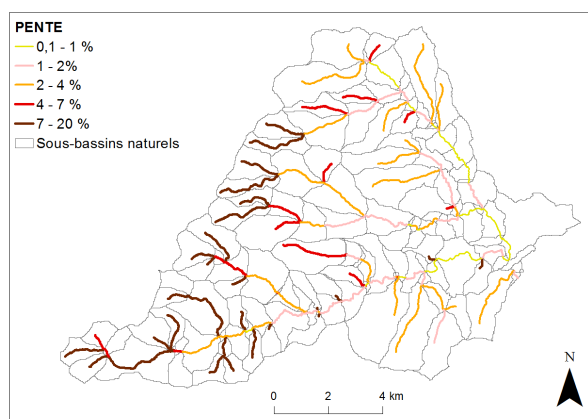 PENTE
0,1 - 1 %
1 - 2%
2 - 4 %
4 - 7 %
7 - 20 %
Sous-bassins naturels
N
0 2 4 km